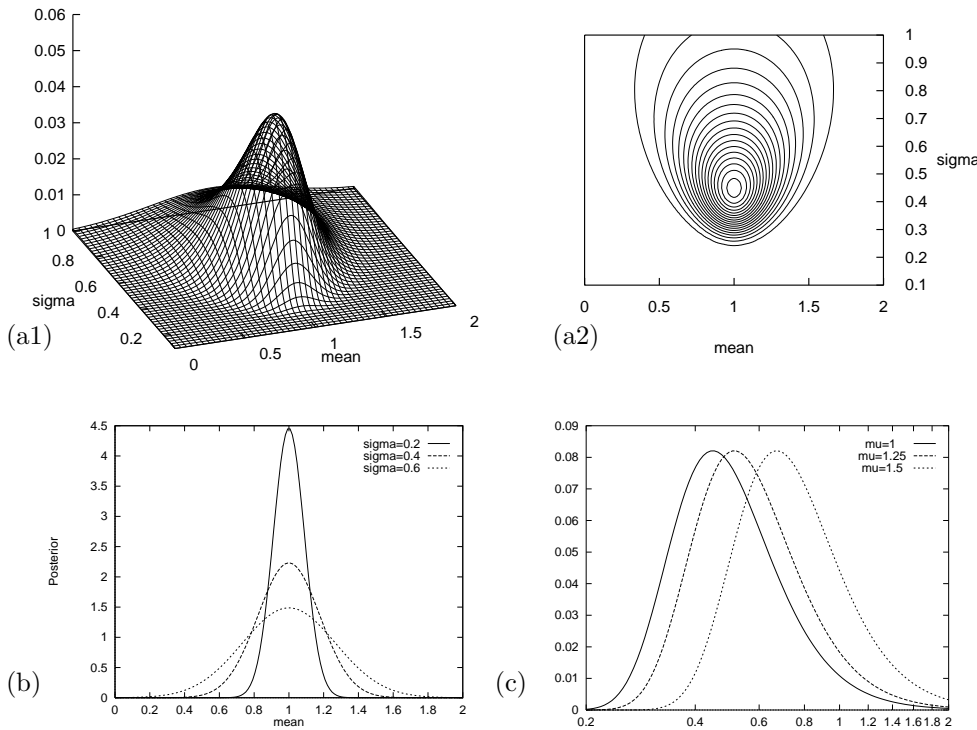 0.06
0.05
0.04
0.03
0.02
0.01
0
1
0.8
0.6
0.4
0.2
sigma
0
0.5
1
1.5
2
mean
(a1)
1
0.9
0.8
0.7
0.6
0.5
0.4
0.3
0.2
0.1
sigma
0
0.5
1
1.5
2
mean
(a2)
4.5
4
3.5
3
2.5
2
1.5
1
0.5
0
Posterior
sigma=0.2
sigma=0.4
sigma=0.6
0 0.2 0.4 0.6 0.8 1 1.2 1.4 1.6 1.8 2
mean
(b)
0.09
0.08
0.07
0.06
0.05
0.04
0.03
0.02
0.01
0
mu=1
mu=1.25
mu=1.5
0.2 0.4 0.6 0.8 1 1.2 1.4 1.6 1.8 2
(c)